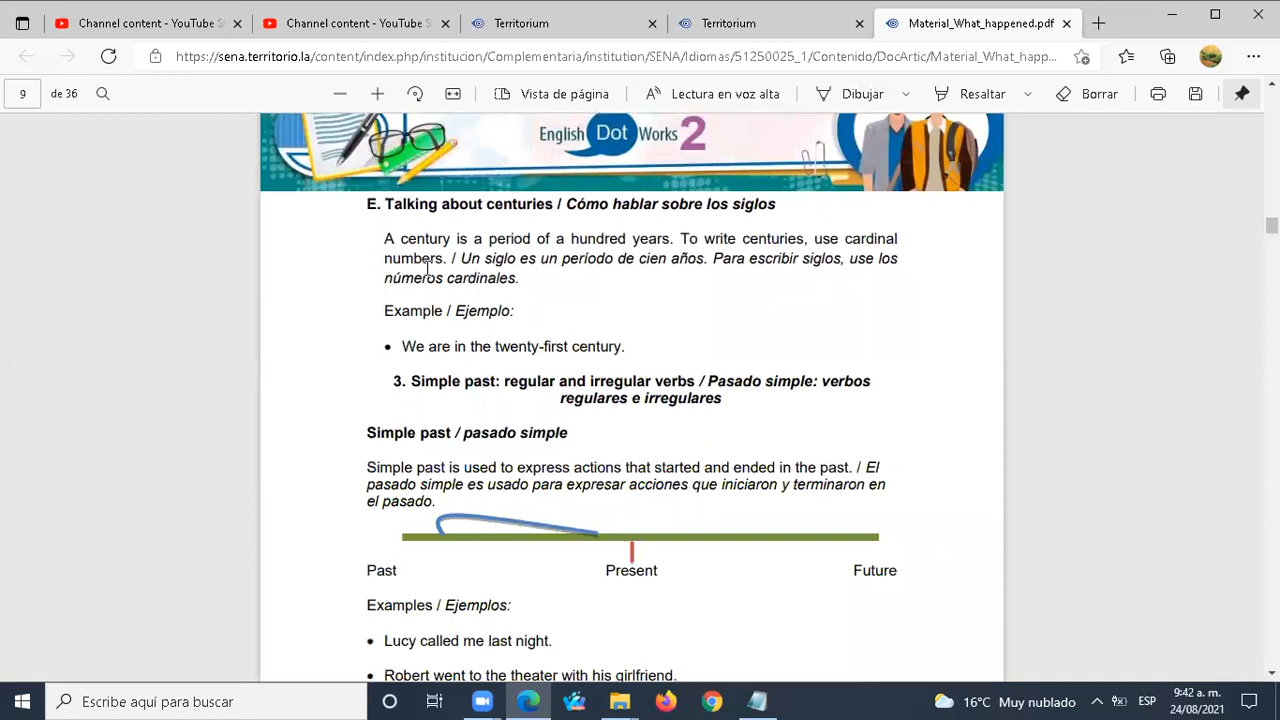 Channel content - YouTube S
Channel content - YouTube S
Territorium
Territorium
Material_What_happened.pdf
https://sena.territorio.la/content/index.php/institucion/Complementaria/institution/SENA/Idiomas/51250025_1/Contenido/DocArtic/Material_What_happ...
9 de 36
Vista de página
Lectura en voz alta
Dibujar
Resaltar
Borrar
English Dot Works 2
E. Talking about centuries / Cómo hablar sobre los siglos
A century is a period of a hundred years. To write centuries, use cardinal
numbers. / Un siglo es un período de cien años. Para escribir siglos, use los
números cardinales.
Example / Ejemplo:
• We are in the twenty-first century.
3. Simple past: regular and irregular verbs / Pasado simple: verbos
regulares e irregulares
Simple past / pasado simple
Simple past is used to express actions that started and ended in the past. / El
pasado simple es usado para expresar acciones que iniciaron y terminaron en
el pasado.
Past Present Future
Examples / Ejemplos:
• Lucy called me last night.
• Robert went to the theater with his girlfriend.
Escribe aquí para buscar
16°C Muy nublado
ESP
9:42 a. m.
24/08/2021